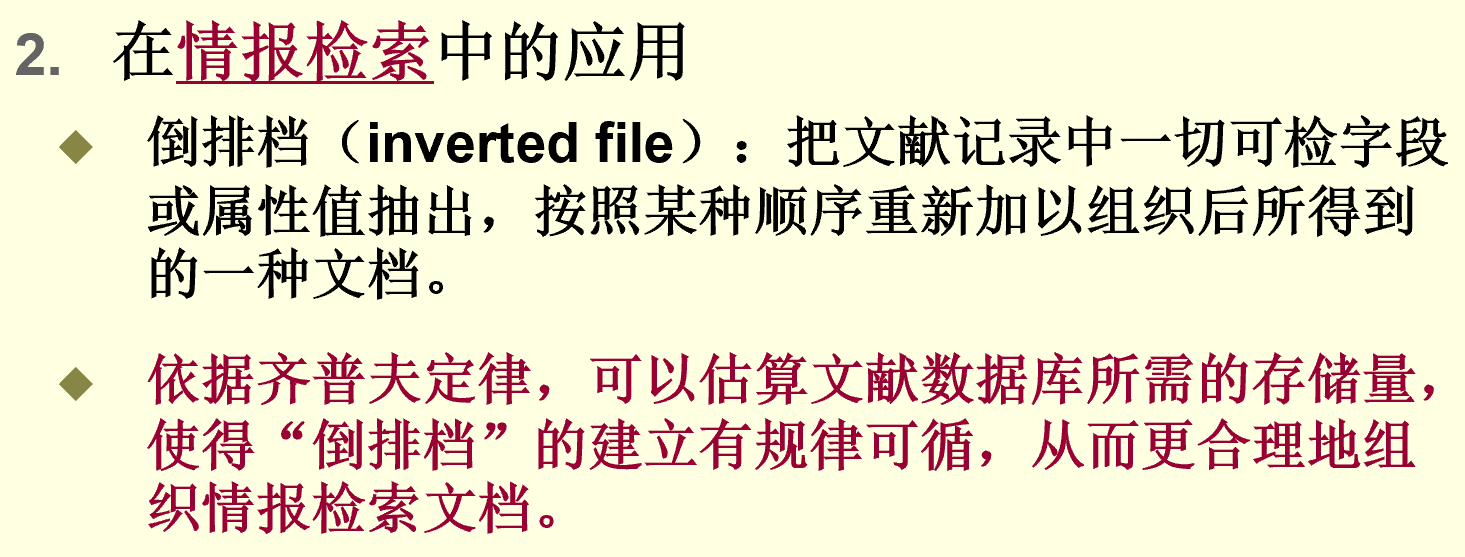 2. 在情报检索中的应用
◆ 倒排档（inverted file）：把文献记录中一切可检字段
或属性值抽出，按照某种顺序重新加以组织后所得到
的一种文档。
◆ 依据齐普夫定律，可以估算文献数据库所需的存储量，
使得“倒排档”的建立有规律可循，从而更合理地组
织情报检索文档。